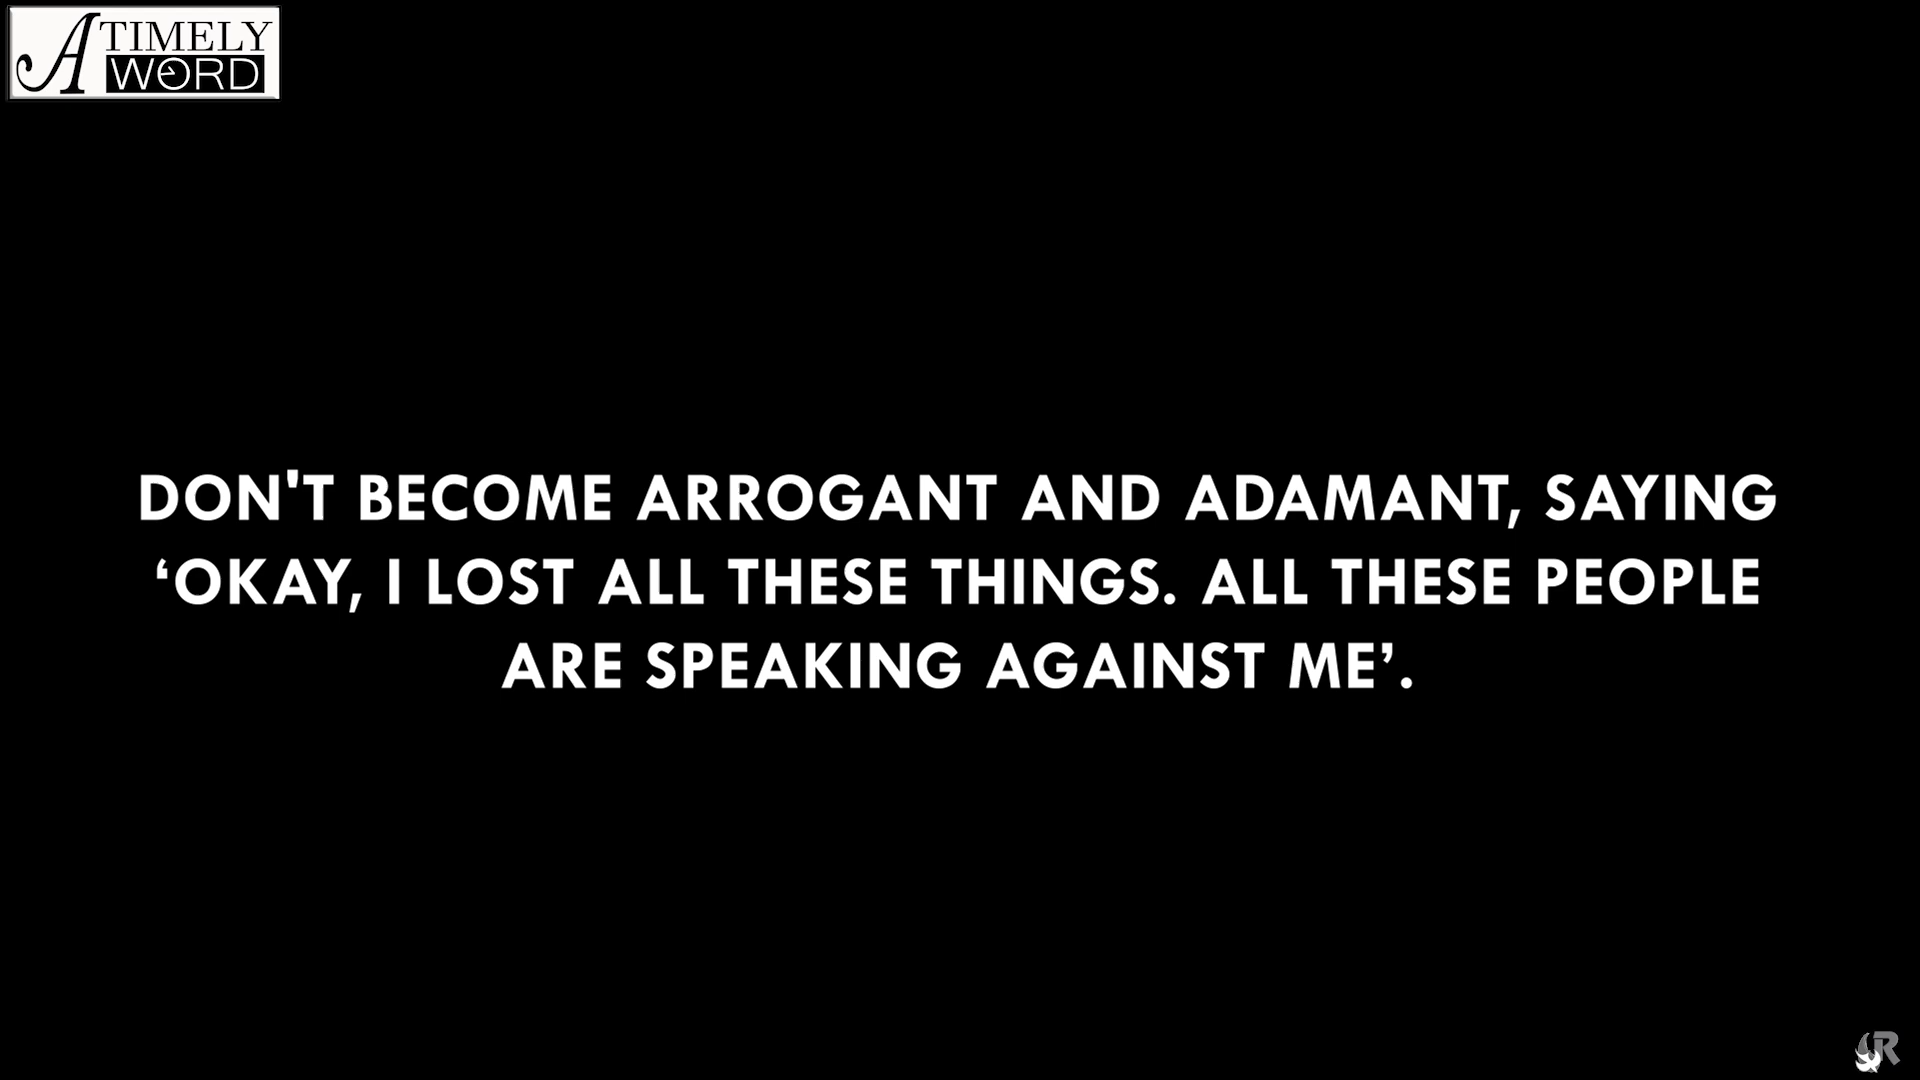 A TIMELY
WORD
DON'T BECOME ARROGANT AND ADAMANT, SAYING
‘OKAY, I LOST ALL THESE THINGS. ALL THESE PEOPLE
ARE SPEAKING AGAINST ME’.
R